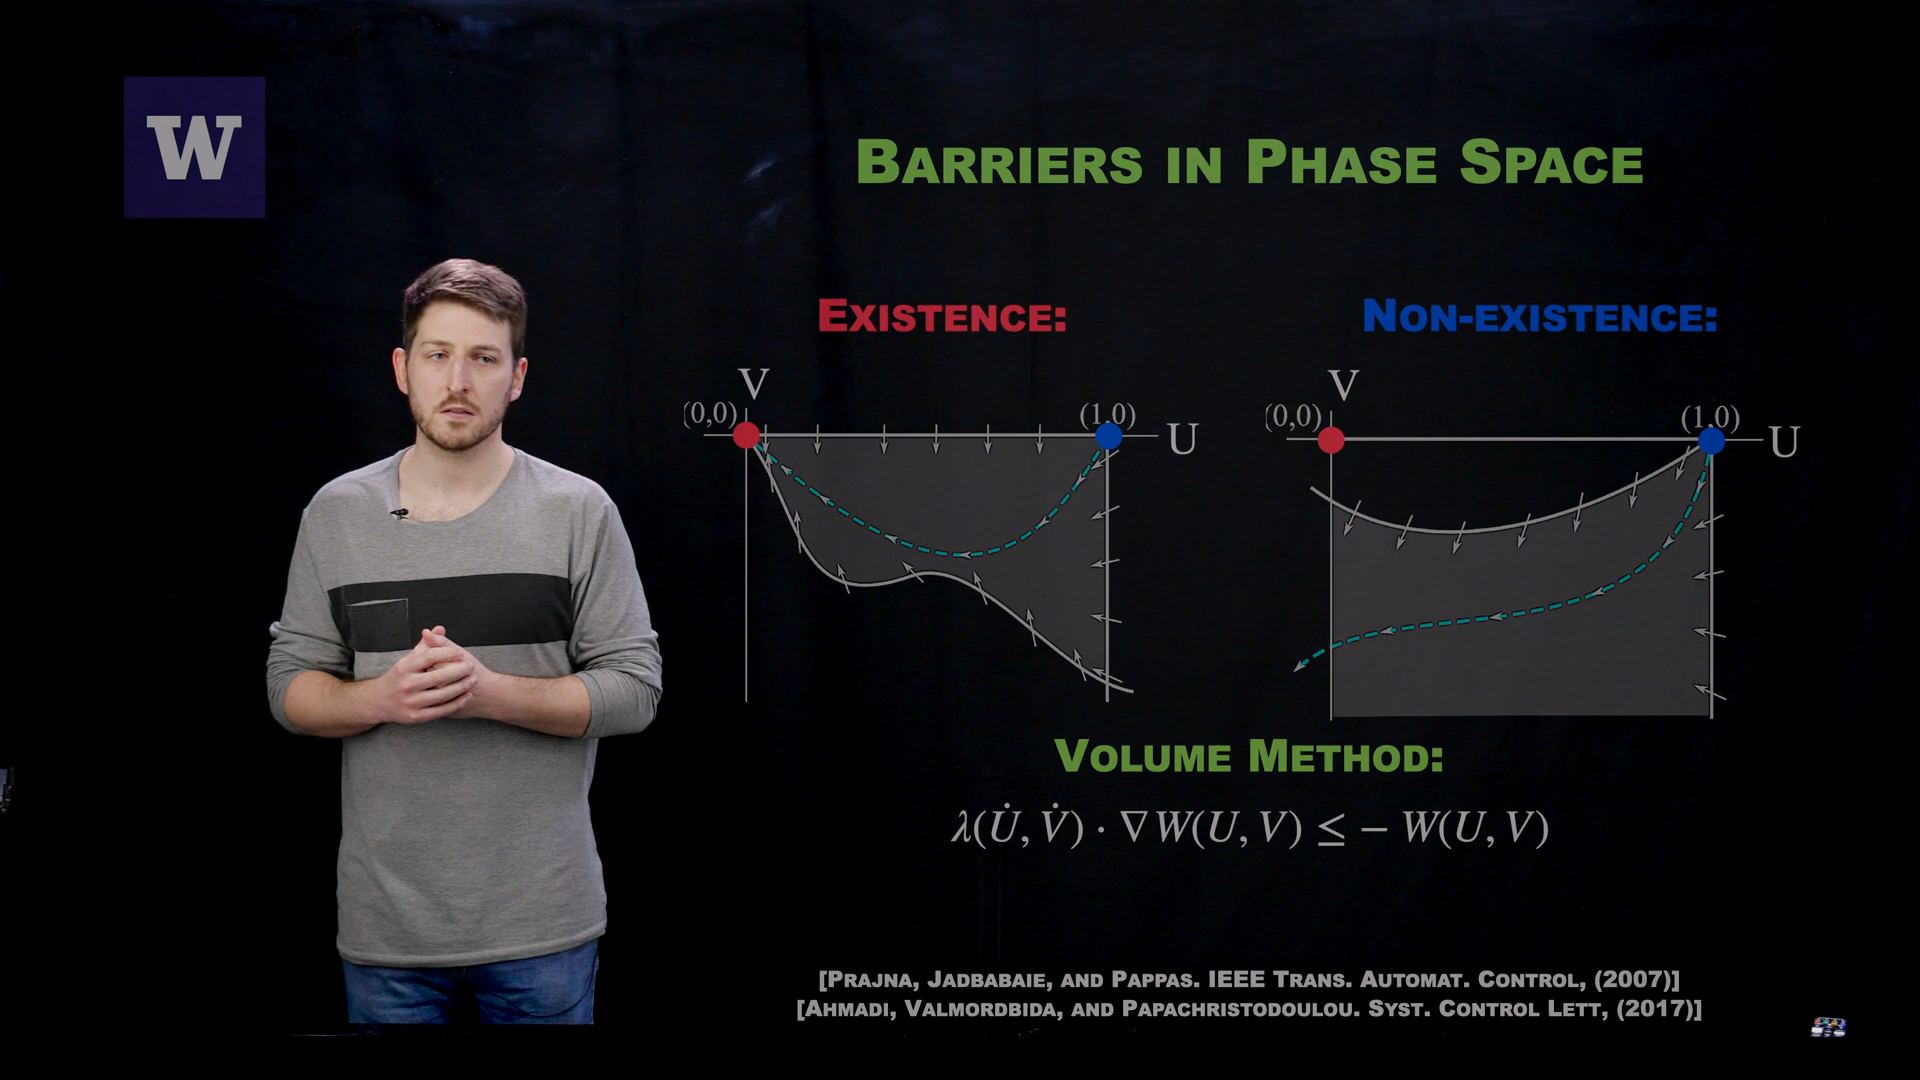 W
BARRIERS IN PHASE SPACE
EXISTENCE:
NON-EXISTENCE:
V
(0,0)
(1,0)
U
V
(0,0)
(1,0)
U
VOLUME METHOD:
λ(U̇, V̇) · ∇W(U, V) ≤ − W(U, V)
[PRAJNA, JADBABAIE, AND PAPPAS. IEEE TRANS. AUTOMAT. CONTROL, (2007)]
[AHMADI, VALMORDBIDA, AND PAPACHRISTODOULOU. SYST. CONTROL LETT, (2017)]